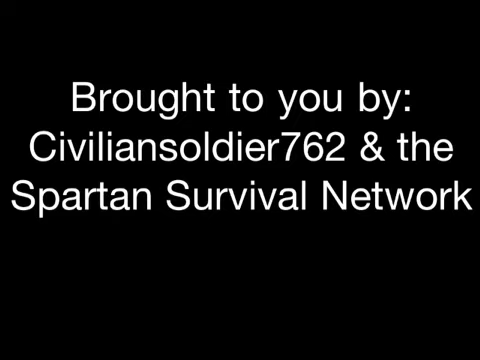 Brought to you by:
Civiliansoldier762 & the
Spartan Survival Network